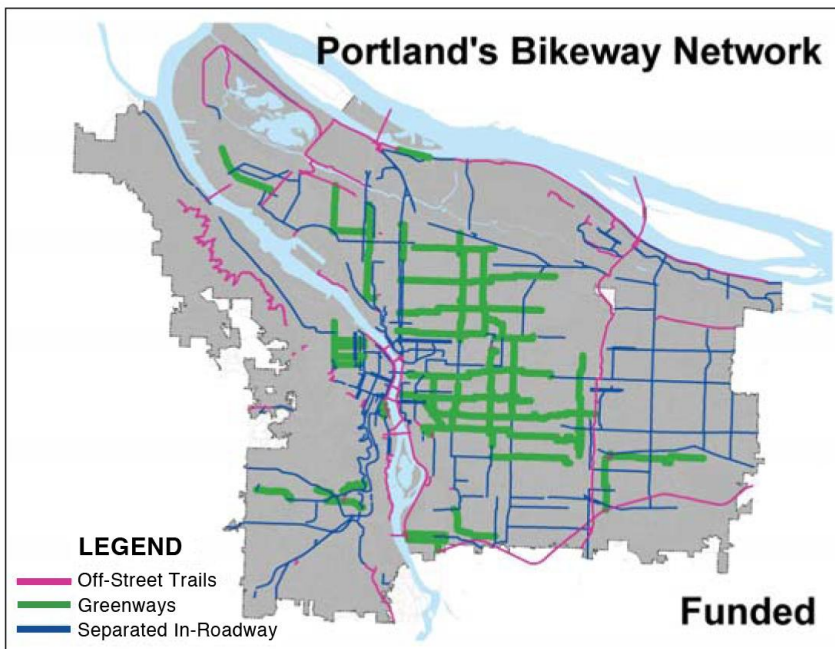 Portland's Bikeway Network
LEGEND
Off-Street Trails
Greenways
Separated In-Roadway
Funded